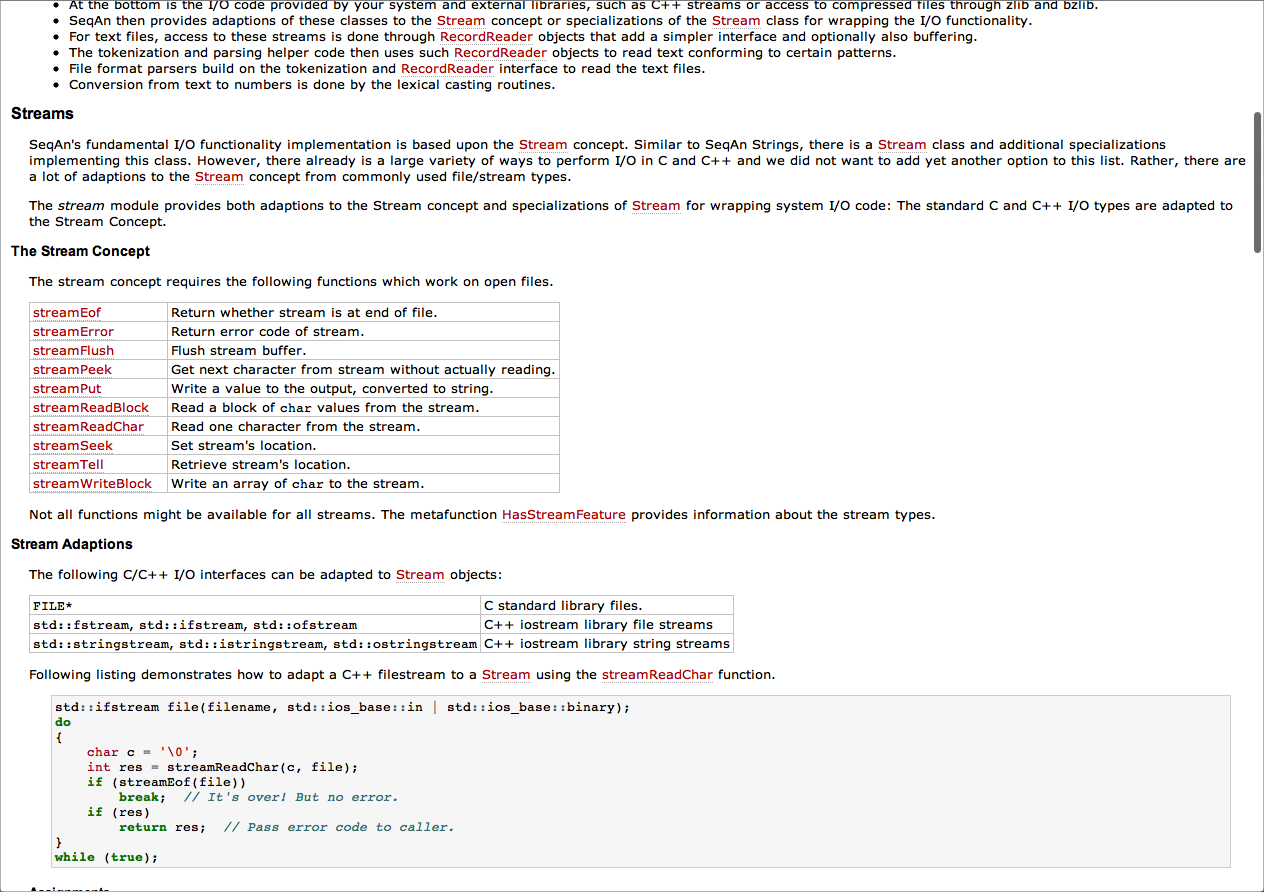 At the bottom is the I/O code provided by your system and external libraries, such as C++ streams or access to compressed files through zlib and bzlib.
• SeqAn then provides adaptions of these classes to the Stream concept or specializations of the Stream class for wrapping the I/O functionality.
• For text files, access to these streams is done through RecordReader objects that add a simpler interface and optionally also buffering.
• The tokenization and parsing helper code then uses such RecordReader objects to read text conforming to certain patterns.
• File format parsers build on the tokenization and RecordReader interface to read the text files.
• Conversion from text to numbers is done by the lexical casting routines.
Streams
SeqAn's fundamental I/O functionality implementation is based upon the Stream concept. Similar to SeqAn Strings, there is a Stream class and additional specializations
implementing this class. However, there already is a large variety of ways to perform I/O in C and C++ and we did not want to add yet another option to this list. Rather, there are
a lot of adaptions to the Stream concept from commonly used file/stream types.
The stream module provides both adaptions to the Stream concept and specializations of Stream for wrapping system I/O code: The standard C and C++ I/O types are adapted to
the Stream Concept.
The Stream Concept
The stream concept requires the following functions which work on open files.
streamEof Return whether stream is at end of file.
streamError Return error code of stream.
streamFlush Flush stream buffer.
streamPeek Get next character from stream without actually reading.
streamPut Write a value to the output, converted to string.
streamReadBlock Read a block of char values from the stream.
streamReadChar Read one character from the stream.
streamSeek Set stream's location.
streamTell Retrieve stream's location.
streamWriteBlock Write an array of char to the stream.
Not all functions might be available for all streams. The metafunction HasStreamFeature provides information about the stream types.
Stream Adaptions
The following C/C++ I/O interfaces can be adapted to Stream objects:
FILE* C standard library files.
std::fstream, std::ifstream, std::ofstream C++ iostream library file streams
std::stringstream, std::istringstream, std::ostringstream C++ iostream library string streams
Following listing demonstrates how to adapt a C++ filestream to a Stream using the streamReadChar function.
std::ifstream file(filename, std::ios_base::in | std::ios_base::binary);
do
{
    char c = '\0';
    int res = streamReadChar(c, file);
    if (streamEof(file))
        break;  // It's over! But no error.
    if (res)
        return res;  // Pass error code to caller.
}
while (true);